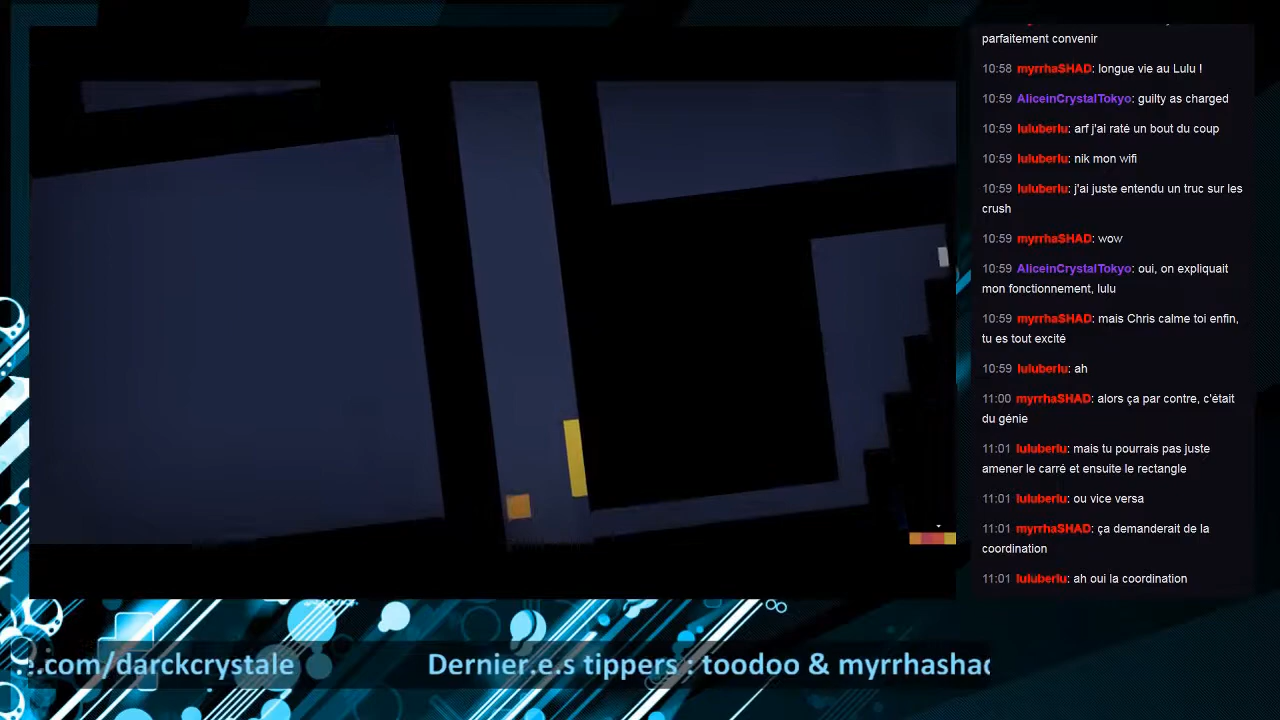 parfaitement convenir
10:58 myrrhaSHAD: longue vie au Lulu !
10:59 AliceinCrystalTokyo: guilty as charged
10:59 luluberlu: arf j'ai raté un bout du coup
10:59 luluberlu: nik mon wifi
10:59 luluberlu: j'ai juste entendu un truc sur les
crush
10:59 myrrhaSHAD: wow
10:59 AliceinCrystalTokyo: oui, on expliquait
mon fonctionnement, lulu
10:59 myrrhaSHAD: mais Chris calme toi enfin,
tu es tout excité
10:59 luluberlu: ah
11:00 myrrhaSHAD: alors ça par contre, c'était
du génie
11:01 luluberlu: mais tu pourrais pas juste
amener le carré et ensuite le rectangle
11:01 luluberlu: ou vice versa
11:01 myrrhaSHAD: ça demanderait de la
coordination
11:01 luluberlu: ah oui la coordination
.com/darckcrystale Dernier.e.s tippers : toodoo & myrrhashad